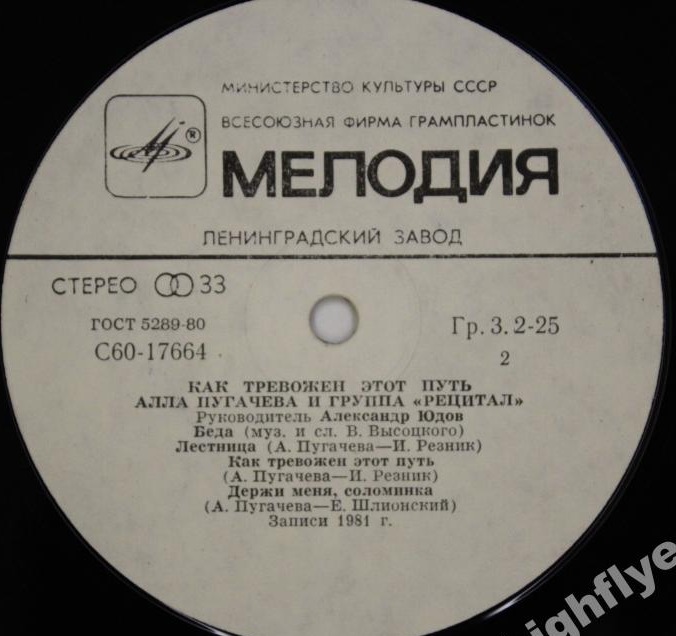 МИНИСТЕРСТВО КУЛЬТУРЫ СССР
ВСЕСОЮЗНАЯ ФИРМА ГРАМПЛАСТИНОК
®
МЕЛОДИЯ
ЛЕНИНГРАДСКИЙ ЗАВОД
СТЕРЕО 33
ГОСТ 5289-80
Гр. 3. 2-25
С60-17664
2
КАК ТРЕВОЖЕН ЭТОТ ПУТЬ
АЛЛА ПУГАЧЕВА И ГРУППА «РЕЦИТАЛ»
Руководитель Александр Юдов
Беда (муз. и сл. В. Высоцкого)
Лестница (А. Пугачева—И. Резник)
Как тревожен этот путь
(А. Пугачева—И. Резник)
Держи меня, соломинка
(А. Пугачева—Е. Шлионский)
Записи 1981 г.
ighflye